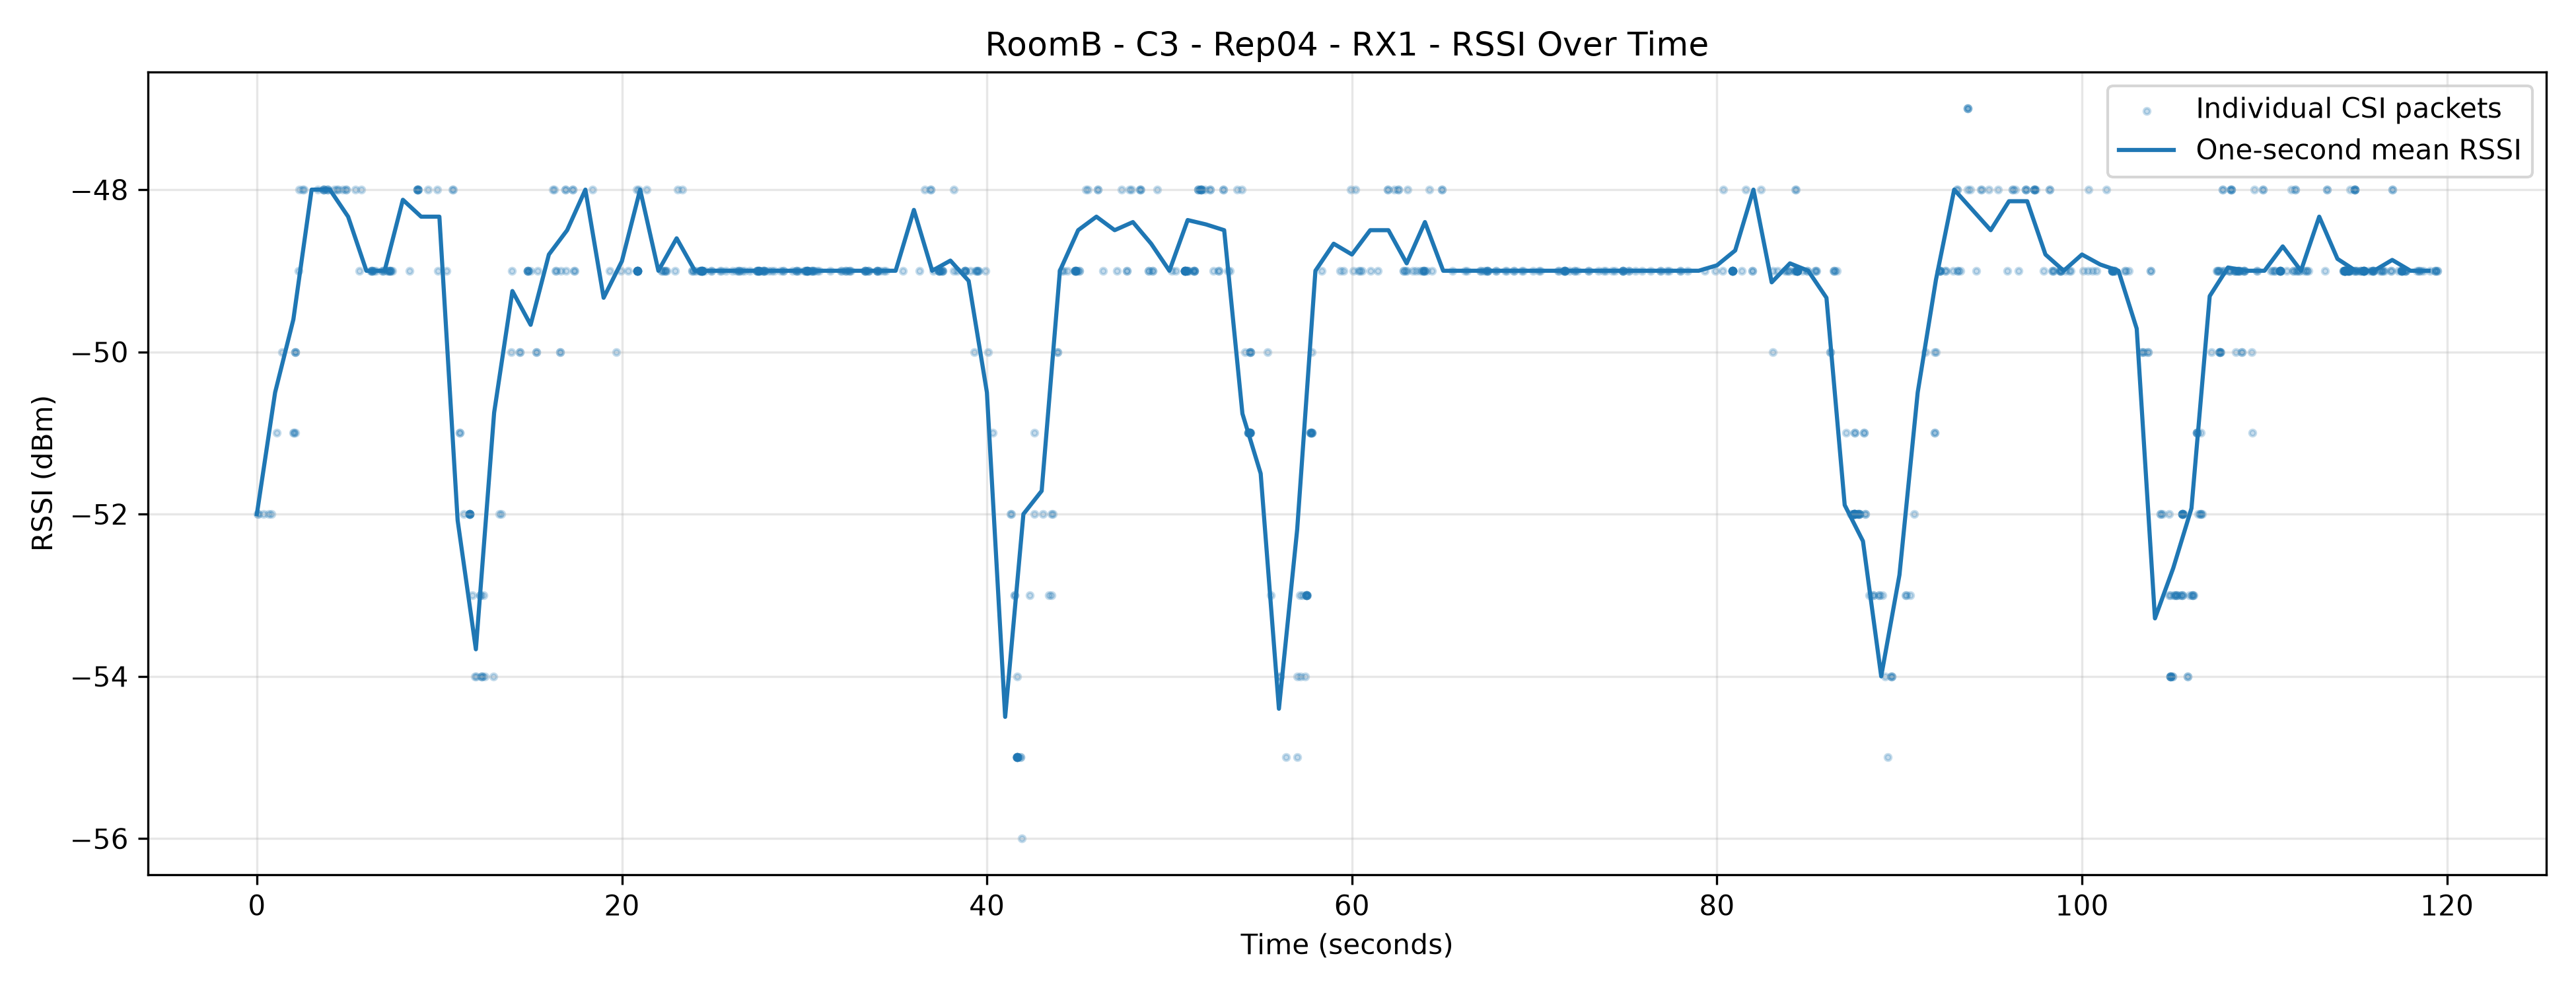 RoomB - C3 - Rep04 - RX1 - RSSI Over Time
Individual CSI packets
One-second mean RSSI
−48
−50
−52
−54
−56
RSSI (dBm)
0 20 40 60 80 100 120
Time (seconds)